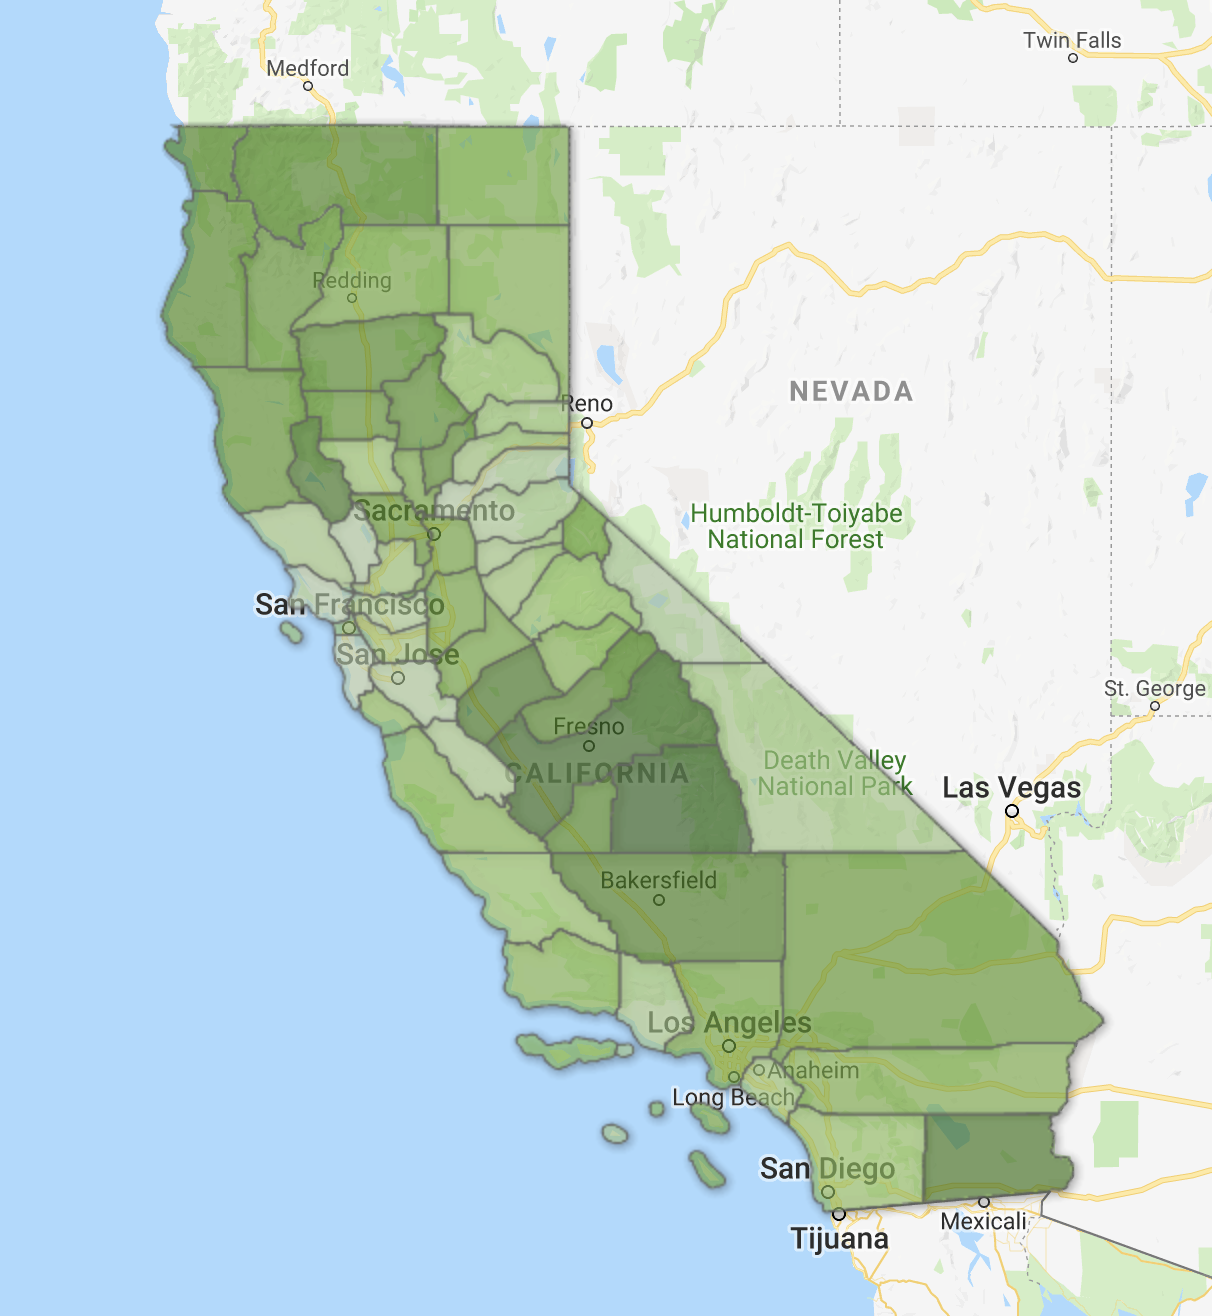 Twin Falls
Medford
Redding
NEVADA
Reno
Sacramento
Humboldt-Toiyabe
National Forest
San Francisco
San Jose
St. George
Fresno
CALIFORNIA
Death Valley
National Park
Las Vegas
Bakersfield
Los Angeles
Anaheim
Long Beach
San Diego
Mexicali
Tijuana